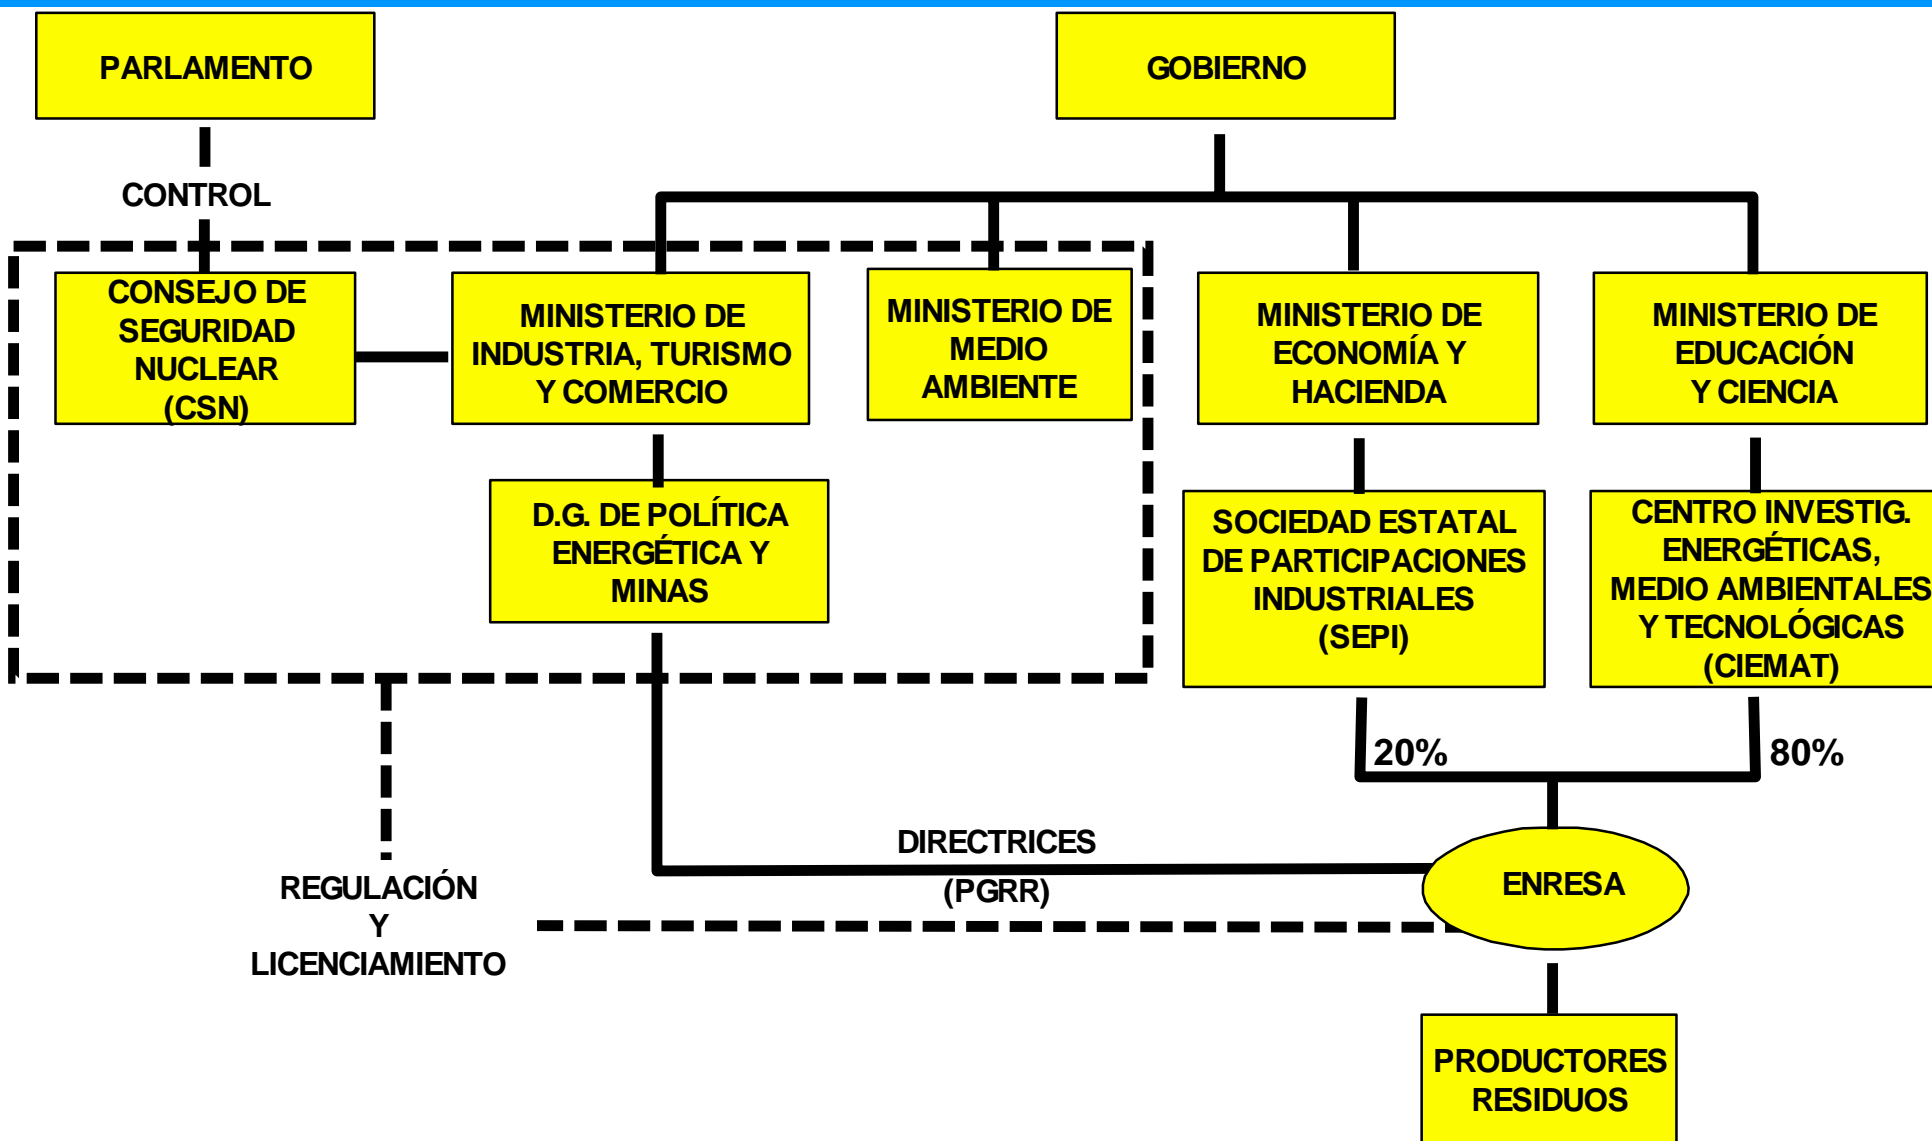 PARLAMENTO
GOBIERNO
CONTROL
CONSEJO DE
SEGURIDAD
NUCLEAR
(CSN)
MINISTERIO DE
INDUSTRIA, TURISMO
Y COMERCIO
MINISTERIO DE
MEDIO
AMBIENTE
MINISTERIO DE
ECONOMÍA Y
HACIENDA
MINISTERIO DE
EDUCACIÓN
Y CIENCIA
D.G. DE POLÍTICA
ENERGÉTICA Y
MINAS
SOCIEDAD ESTATAL
DE PARTICIPACIONES
INDUSTRIALES
(SEPI)
CENTRO INVESTIG.
ENERGÉTICAS,
MEDIO AMBIENTALES
Y TECNOLÓGICAS
(CIEMAT)
20%
80%
DIRECTRICES
(PGRR)
ENRESA
REGULACIÓN
Y
LICENCIAMIENTO
PRODUCTORES
RESIDUOS